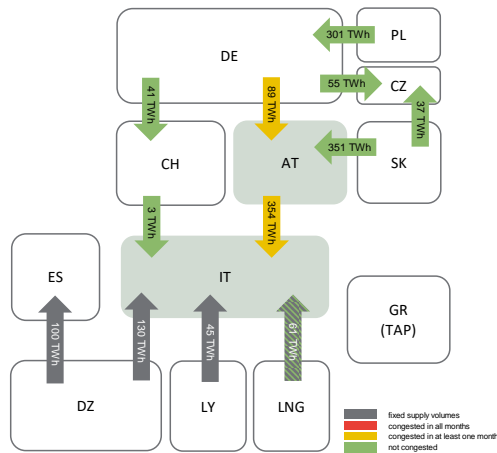 DE
301 TWh
PL
55 TWh
CZ
41 TWh
89 TWh
37 TWh
CH
AT
351 TWh
SK
3 TWh
354 TWh
ES
IT
GR
(TAP)
100 TWh
130 TWh
45 TWh
61 TWh
DZ
LY
LNG
fixed supply volumes
congested in all months
congested in at least one month
not congested